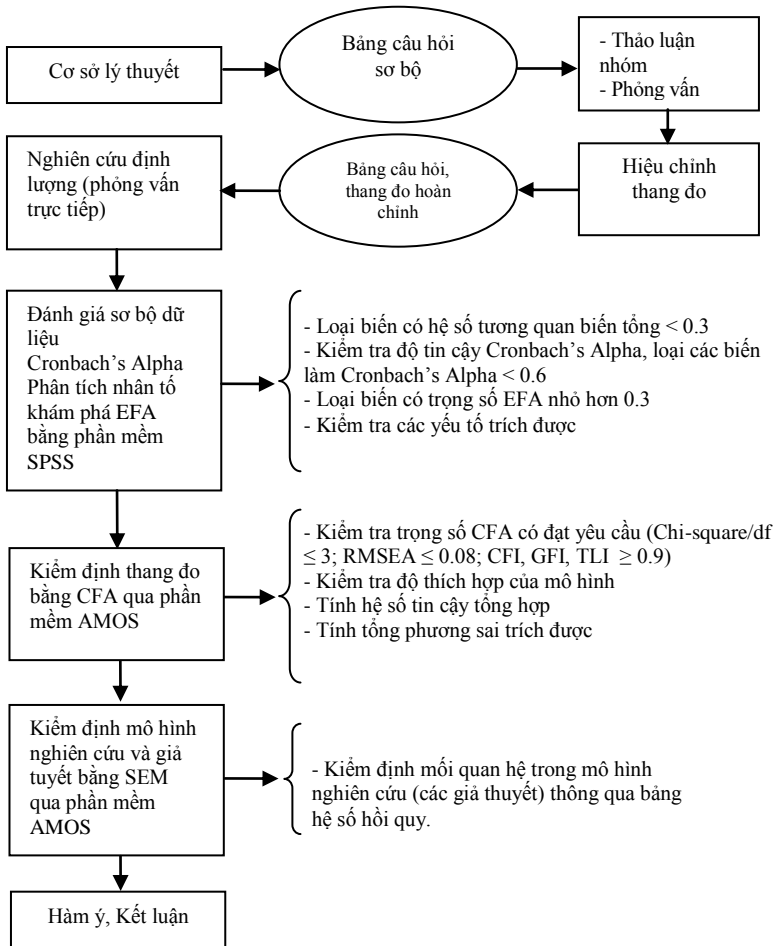 Cơ sở lý thuyết
Bảng câu hỏi
sơ bộ
- Thảo luận
nhóm
- Phỏng vấn
Nghiên cứu định
lượng (phỏng vấn
trực tiếp)
Bảng câu hỏi,
thang đo hoàn
chỉnh
Hiệu chỉnh
thang đo
Đánh giá sơ bộ dữ
liệu
Cronbach’s Alpha
Phân tích nhân tố
khám phá EFA
bằng phần mềm
SPSS
- Loại biến có hệ số tương quan biến tổng < 0.3
- Kiểm tra độ tin cậy Cronbach’s Alpha, loại các biến
làm Cronbach’s Alpha < 0.6
- Loại biến có trọng số EFA nhỏ hơn 0.3
- Kiểm tra các yếu tố trích được
Kiểm định thang đo
bằng CFA qua phần
mềm AMOS
- Kiểm tra trọng số CFA có đạt yêu cầu (Chi-square/df
≤ 3; RMSEA ≤ 0.08; CFI, GFI, TLI ≥ 0.9)
- Kiểm tra độ thích hợp của mô hình
- Tính hệ số tin cậy tổng hợp
- Tính tổng phương sai trích được
Kiểm định mô hình
nghiên cứu và giả
tuyết bằng SEM
qua phần mềm
AMOS
- Kiểm định mối quan hệ trong mô hình
nghiên cứu (các giả thuyết) thông qua bảng
hệ số hồi quy.
Hàm ý, Kết luận